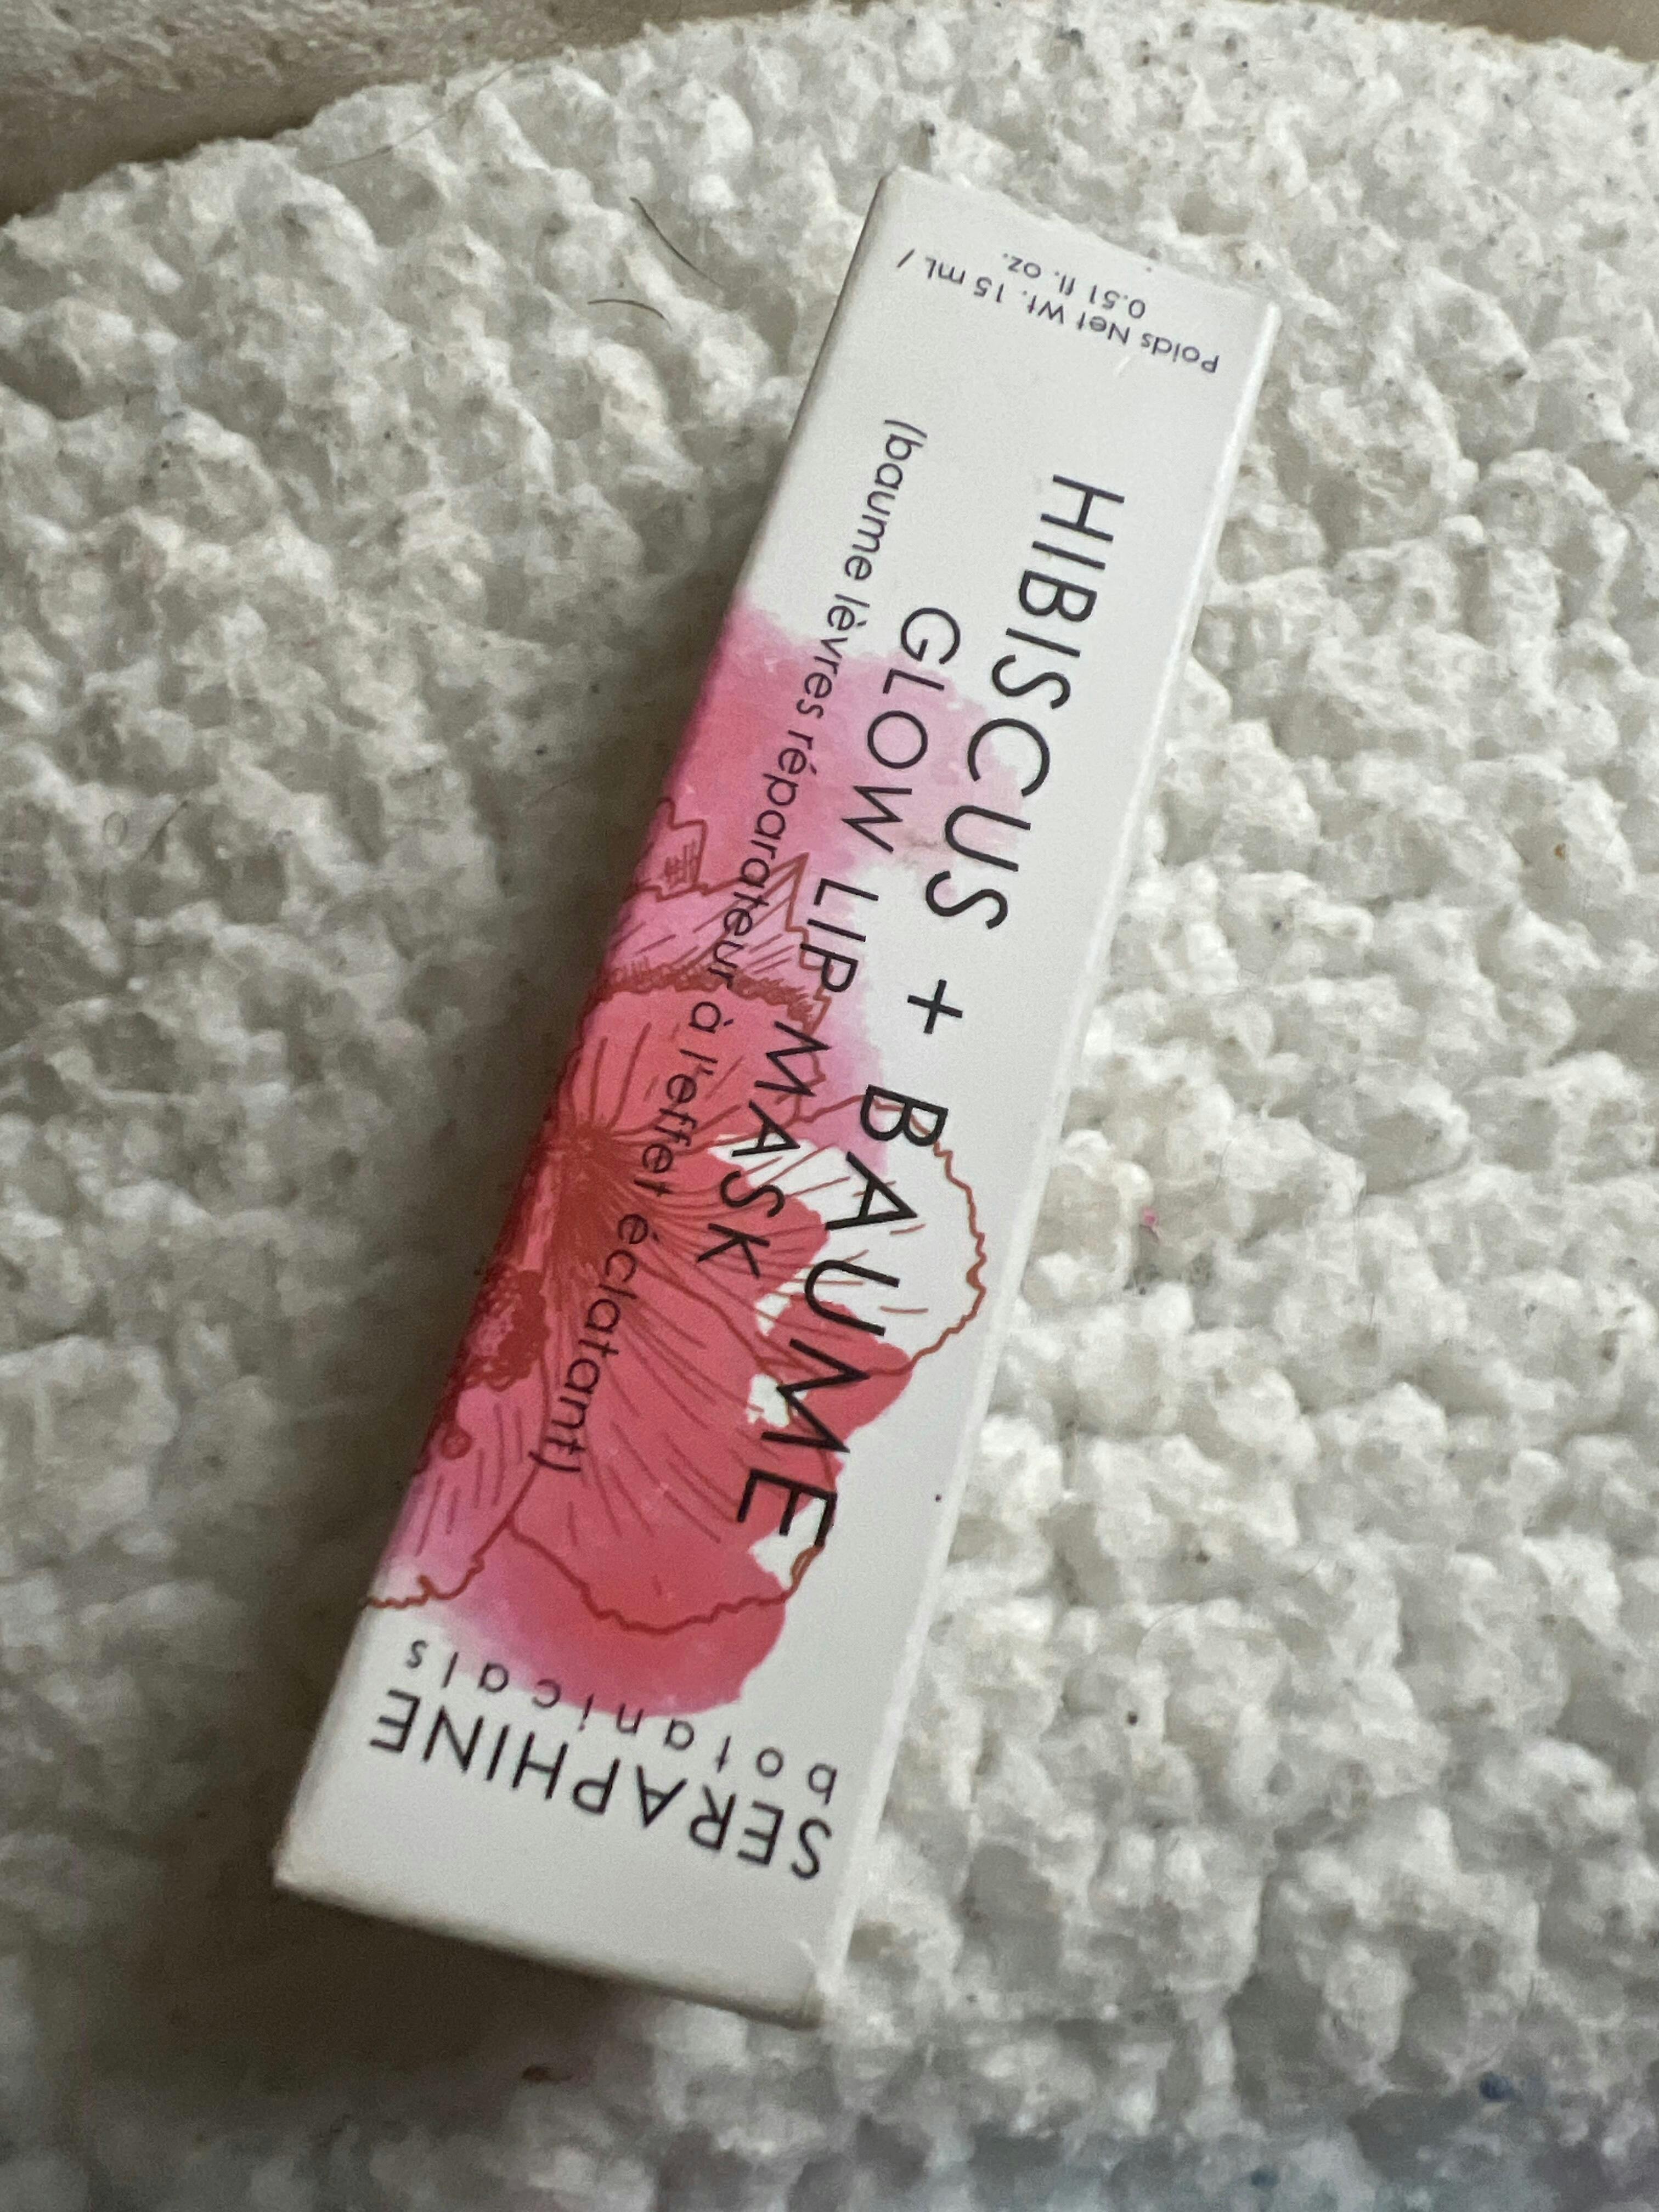 SERAPHINE
botanicals
HIBISCUS + BAUME
GLOW LIP MASK
(baume lèvres réparateur à l'effet éclatant)
Poids Net Wt. 15 mL /
0.51 fl. oz.